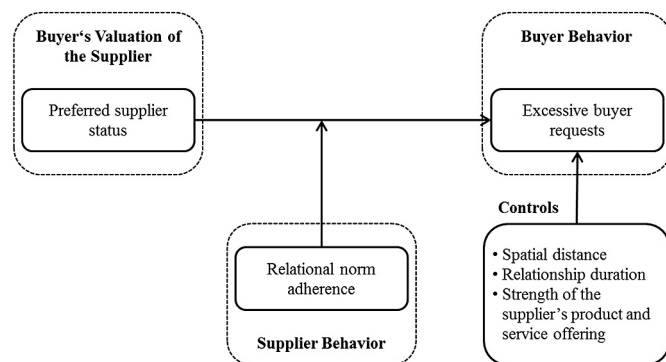 Buyer‘s Valuation of
the Supplier
Preferred supplier
status
Buyer Behavior
Excessive buyer
requests
Controls
• Spatial distance
• Relationship duration
• Strength of the
supplier’s product and
service offering
Relational norm
adherence
Supplier Behavior